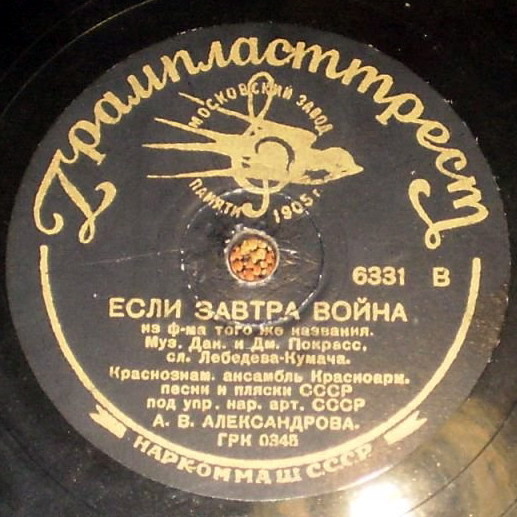 Грампласттрест
МОСКОВСКИЙ ЗАВОД
ПАМЯТИ 1905 г.
6331 В
ЕСЛИ ЗАВТРА ВОЙНА
из ф-ма того же названия.
Муз. Дан. и Дм. Покрасс,
сл. Лебедева-Кумача.
Краснознам. ансамбль Красноарм.
песни и пляски СССР
под упр. нар. арт. СССР
А. В. АЛЕКСАНДРОВА.
ГРК 0345
НАРКОММАШ СССР